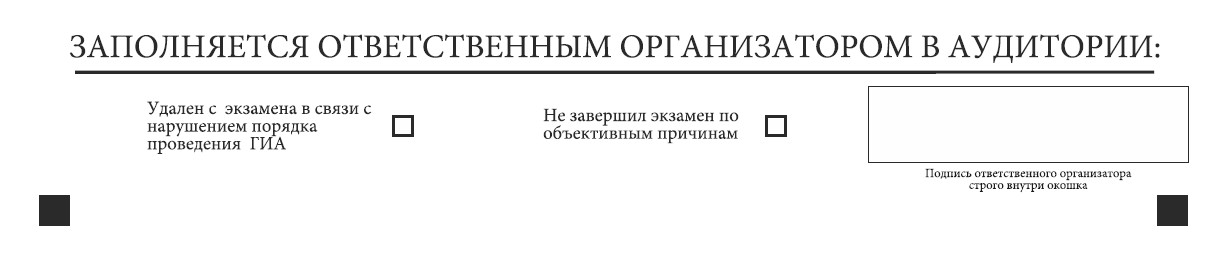 ЗАПОЛНЯЕТСЯ ОТВЕТСТВЕННЫМ ОРГАНИЗАТОРОМ В АУДИТОРИИ:
Удален с экзамена в связи с
нарушением порядка
проведения ГИА
Не завершил экзамен по
объективным причинам
Подпись ответственного организатора
строго внутри окошка